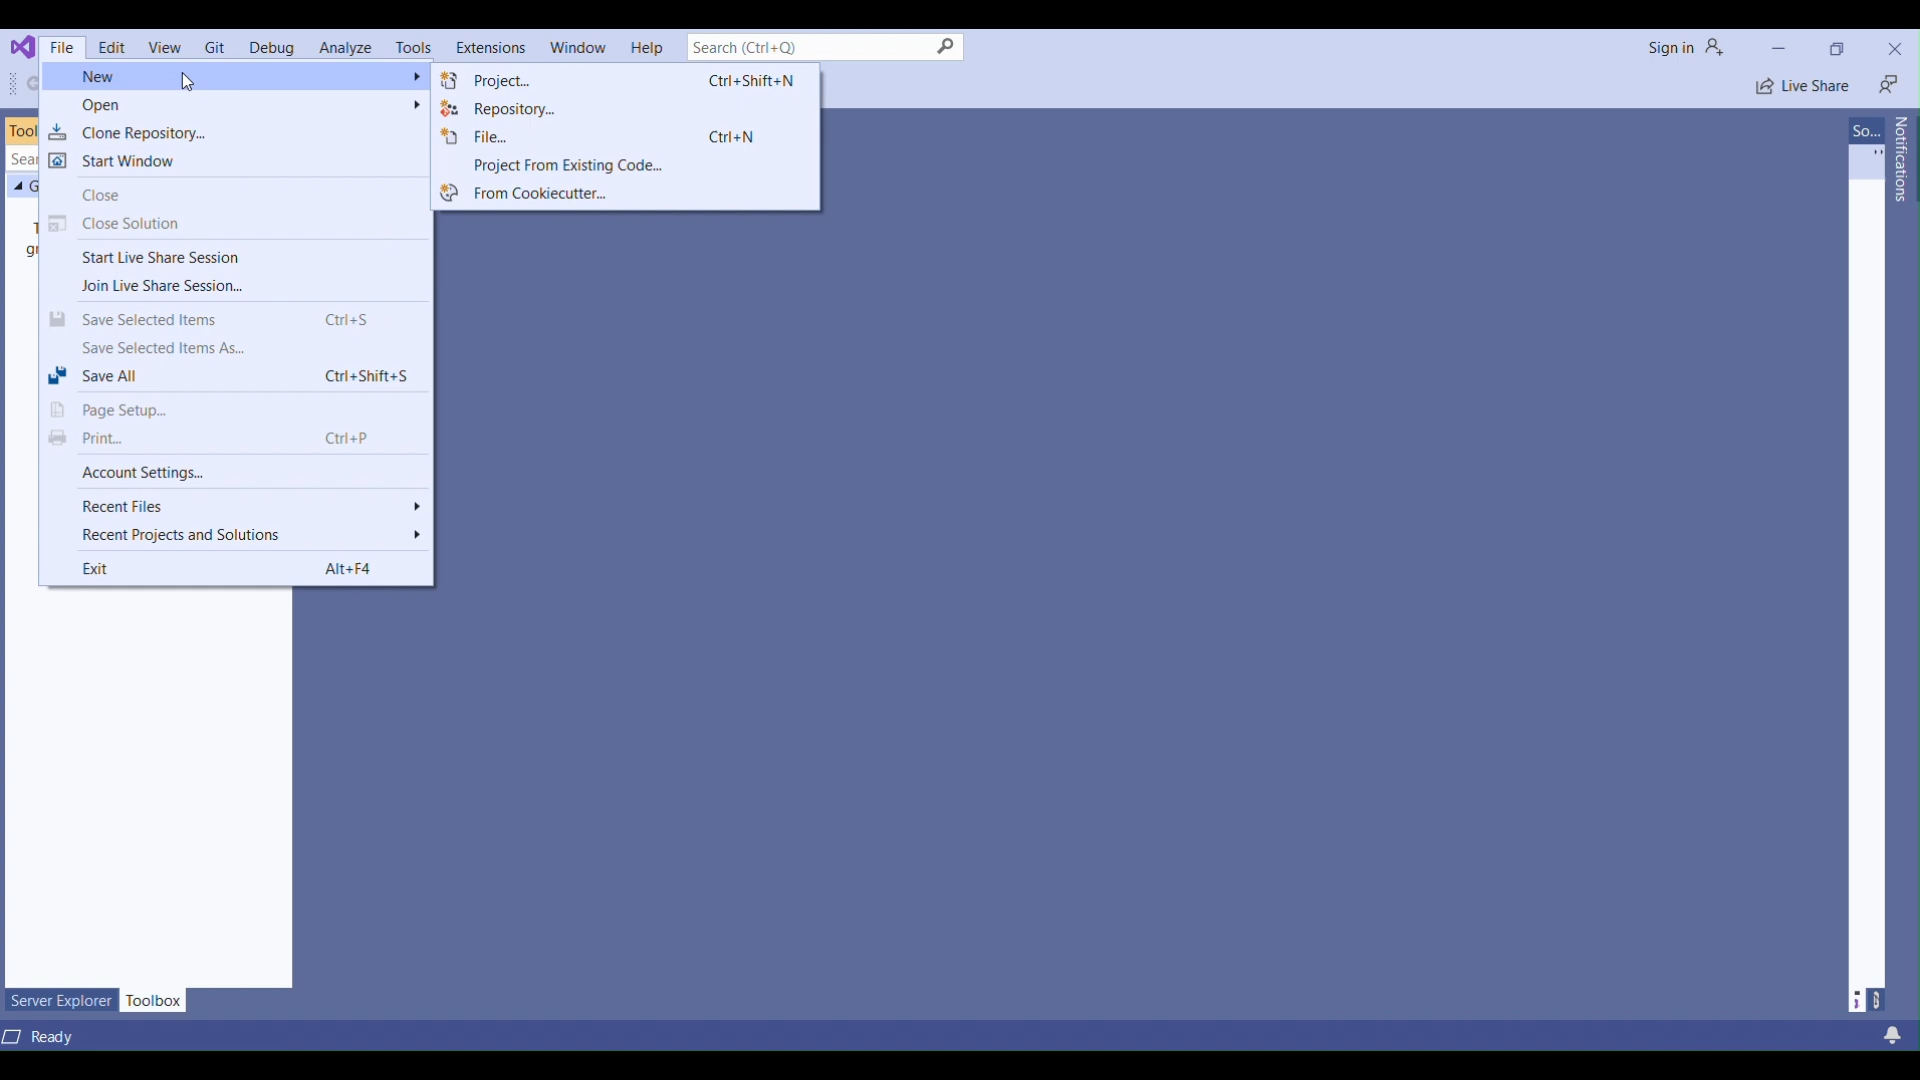 File Edit View Git Debug Analyze Tools Extensions Window Help Search (Ctrl+Q) Sign in
Live Share
New
Open
Clone Repository...
Start Window
Close
Close Solution
Start Live Share Session
Join Live Share Session...
Save Selected Items Ctrl+S
Save Selected Items As...
Save All Ctrl+Shift+S
Page Setup...
Print... Ctrl+P
Account Settings...
Recent Files
Recent Projects and Solutions
Exit Alt+F4
Project... Ctrl+Shift+N
Repository...
File... Ctrl+N
Project From Existing Code...
From Cookiecutter...
Tool
Sear
G
gr
So...
Notifications
Server Explorer Toolbox
Ready